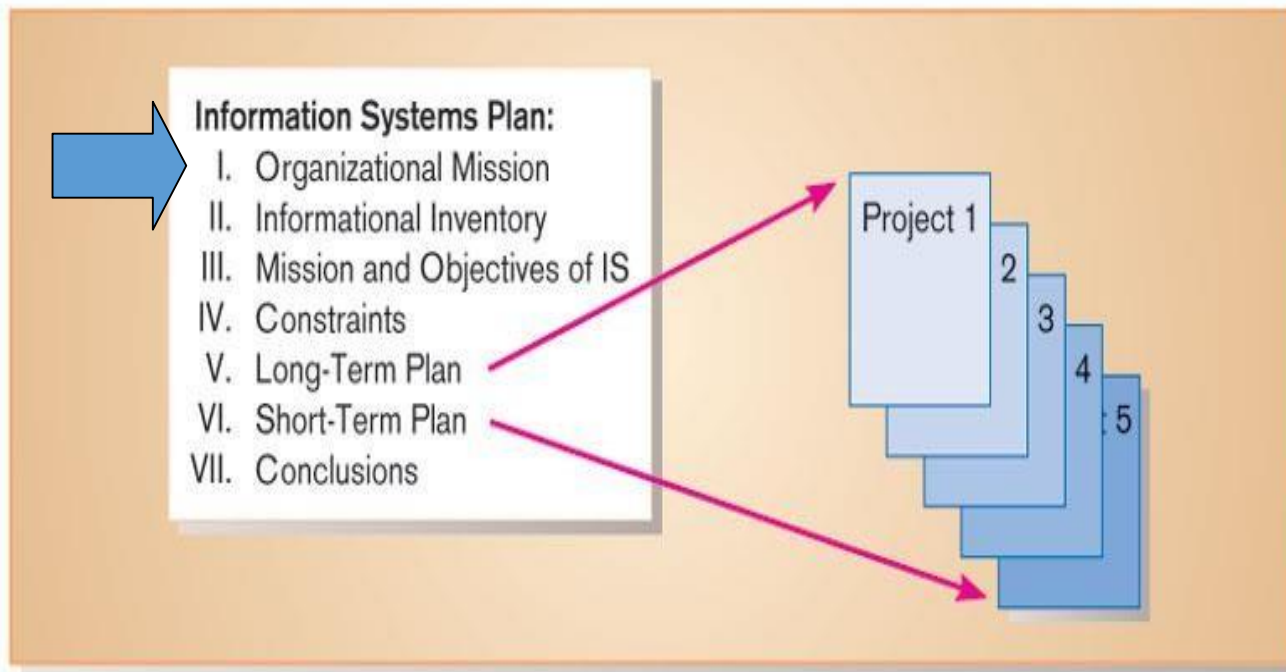 Information Systems Plan:
I. Organizational Mission
II. Informational Inventory
III. Mission and Objectives of IS
IV. Constraints
V. Long-Term Plan
VI. Short-Term Plan
VII. Conclusions
Project 1
2
3
4
: 5